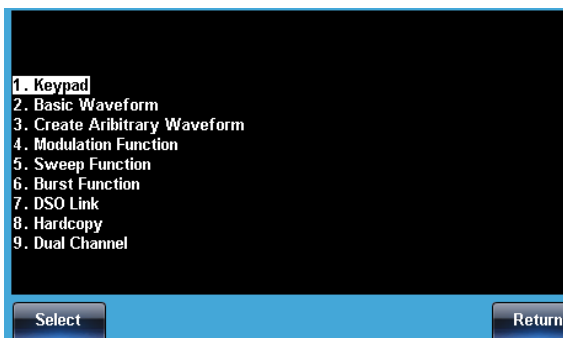 1. Keypad
2. Basic Waveform
3. Create Aribitrary Waveform
4. Modulation Function
5. Sweep Function
6. Burst Function
7. DSO Link
8. Hardcopy
9. Dual Channel
Select Return